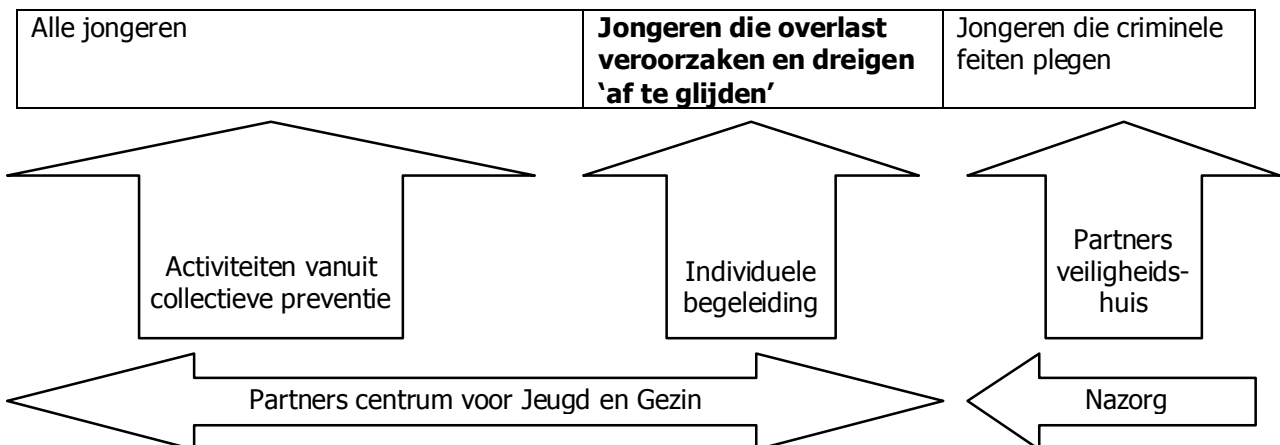 Alle jongeren
Jongeren die overlast
veroorzaken en dreigen
‘af te glijden’
Jongeren die criminele
feiten plegen
Activiteiten vanuit
collectieve preventie
Individuele
begeleiding
Partners
veiligheids-
huis
Partners centrum voor Jeugd en Gezin
Nazorg